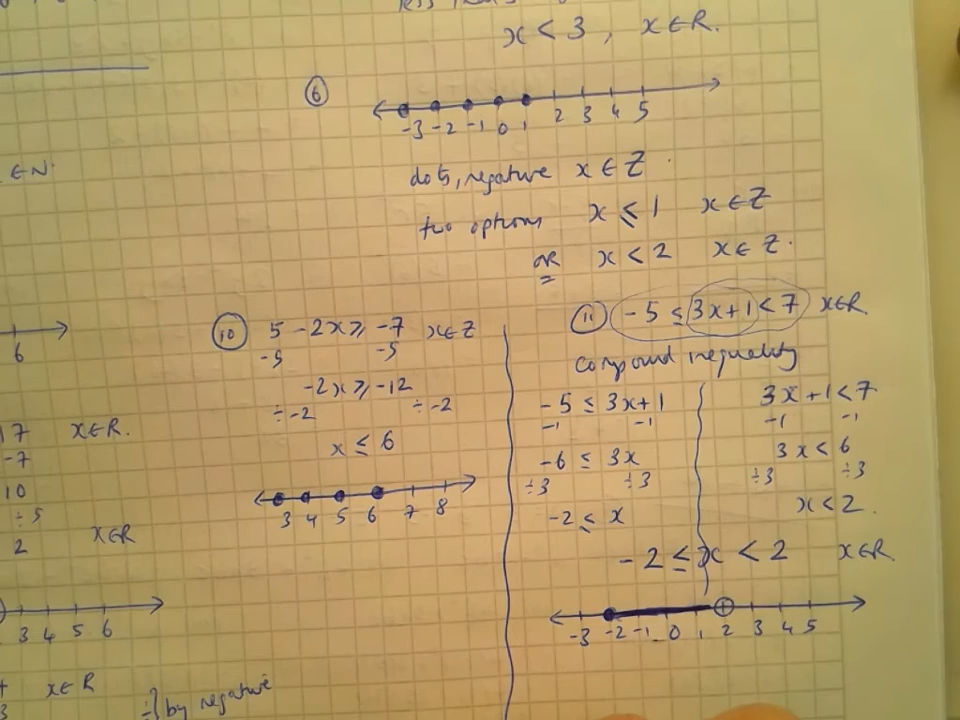 x < 3 , x ∈ R.
6
-3 -2 -1 0 1 2 3 4 5
∈ N.
dots, negative x ∈ Z
two options x ≤ 1 x ∈ Z
OR x < 2 x ∈ Z.
6
10 5 - 2x ≥ -7 x ∈ Z
-5 -5
-2x ≥ -12
÷ -2 ÷ -2
x ≤ 6
3 4 5 6 7 8
11 -5 ≤ 3x+1 < 7 x ∈ R.
compound inequality
-5 ≤ 3x+1
-1 -1
-6 ≤ 3x
÷3 ÷3
-2 ≤ x
3x+1 < 7
-1 -1
3x < 6
÷3 ÷3
x < 2.
-2 ≤ x < 2 x ∈ R
-3 -2 -1 0 1 2 3 4 5
17 x ∈ R.
-7
10
÷ 5
2 x ∈ R
3 4 5 6
x ∈ R
3
by negative